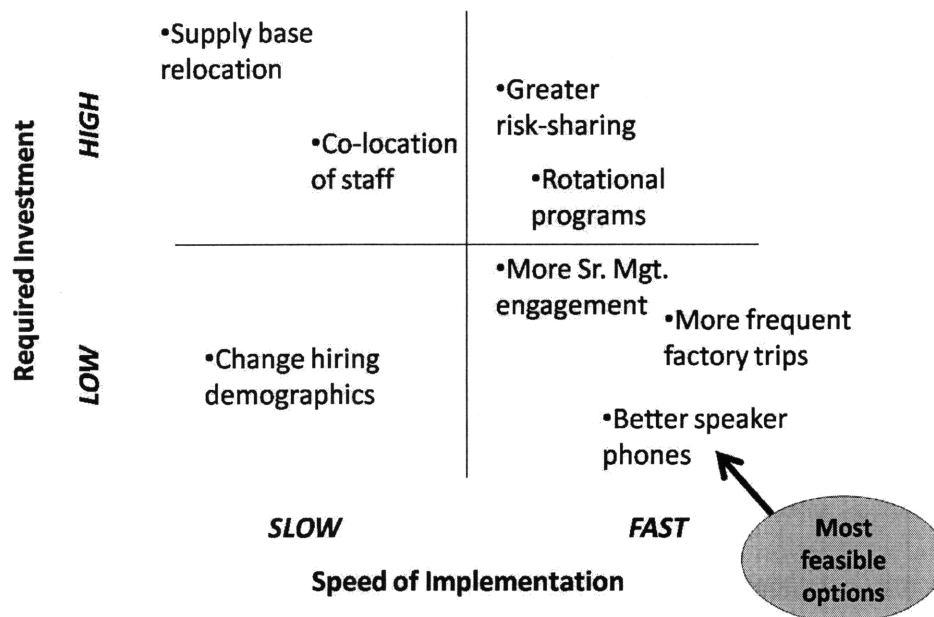 •Supply base
relocation
•Greater
risk-sharing
•Co-location
of staff
•Rotational
programs
HIGH
Required Investment
•More Sr. Mgt.
engagement
•More frequent
factory trips
•Change hiring
demographics
LOW
•Better speaker
phones
SLOW
FAST
Most
feasible
options
Speed of Implementation